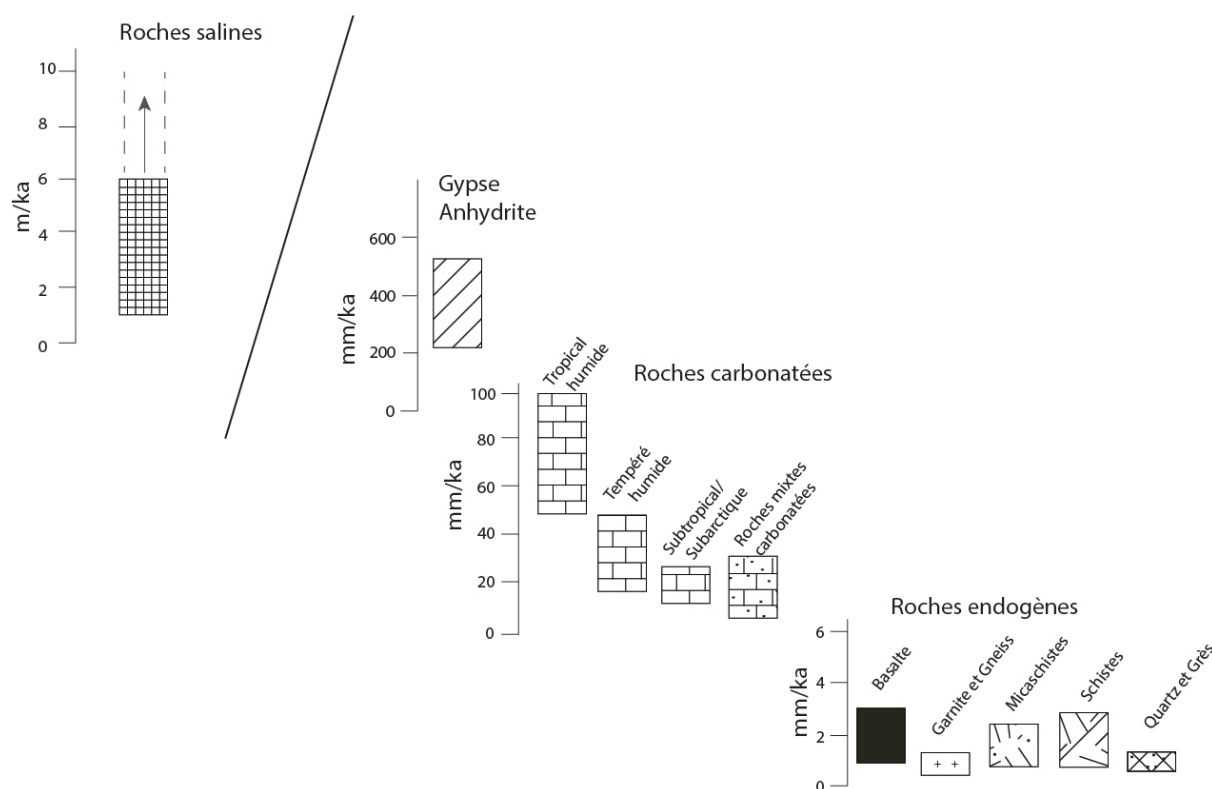 Roches salines
10
8
6
4
2
0
m/ka
Gypse
Anhydrite
600
400
200
0
mm/ka
Roches carbonatées
100
80
60
40
20
0
mm/ka
Tropical
humide
Tempéré
humide
Subtropical/
Subarctique
Roches mixtes
carbonatées
Roches endogènes
6
4
2
0
mm/ka
Basalte
Garnite et Gneiss
Micaschistes
Schistes
Quartz et Grès